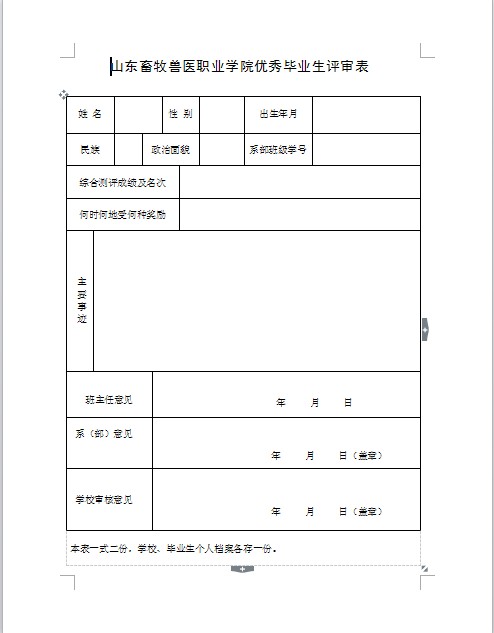 山东畜牧兽医职业学院优秀毕业生评审表
姓 名 性 别 出生年月
民族 政治面貌 系部班级学号
综合测评成绩及名次
何时何地受何种奖励
主要事迹
班主任意见 年 月 日
系（部）意见 年 月 日（盖章）
学校审核意见 年 月 日（盖章）
本表一式二份．学校、毕业生个人档案各存一份。